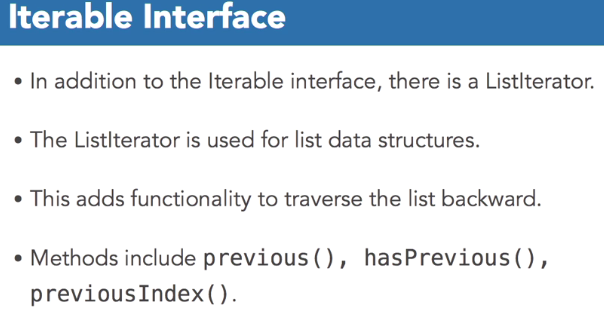 Iterable Interface
• In addition to the Iterable interface, there is a ListIterator.
• The ListIterator is used for list data structures.
• This adds functionality to traverse the list backward.
• Methods include previous(), hasPrevious(),
previousIndex().